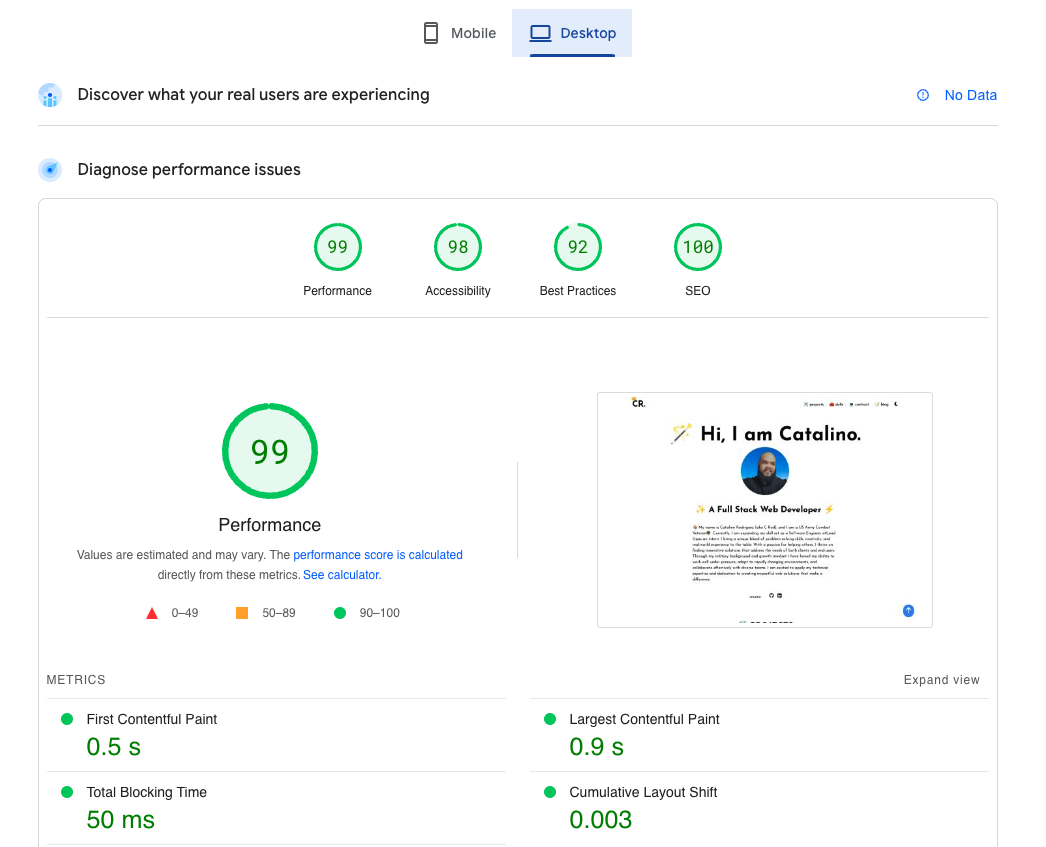 Mobile
Desktop
Discover what your real users are experiencing
No Data
Diagnose performance issues
99
98
92
100
Performance
Accessibility
Best Practices
SEO
99
Performance
Values are estimated and may vary. The performance score is calculated
directly from these metrics. See calculator.
0–49
50–89
90–100
CR.
projects
skills
contact
blog
Hi, I am Catalino.
A Full Stack Web Developer
METRICS
Expand view
First Contentful Paint
0.5 s
Largest Contentful Paint
0.9 s
Total Blocking Time
50 ms
Cumulative Layout Shift
0.003